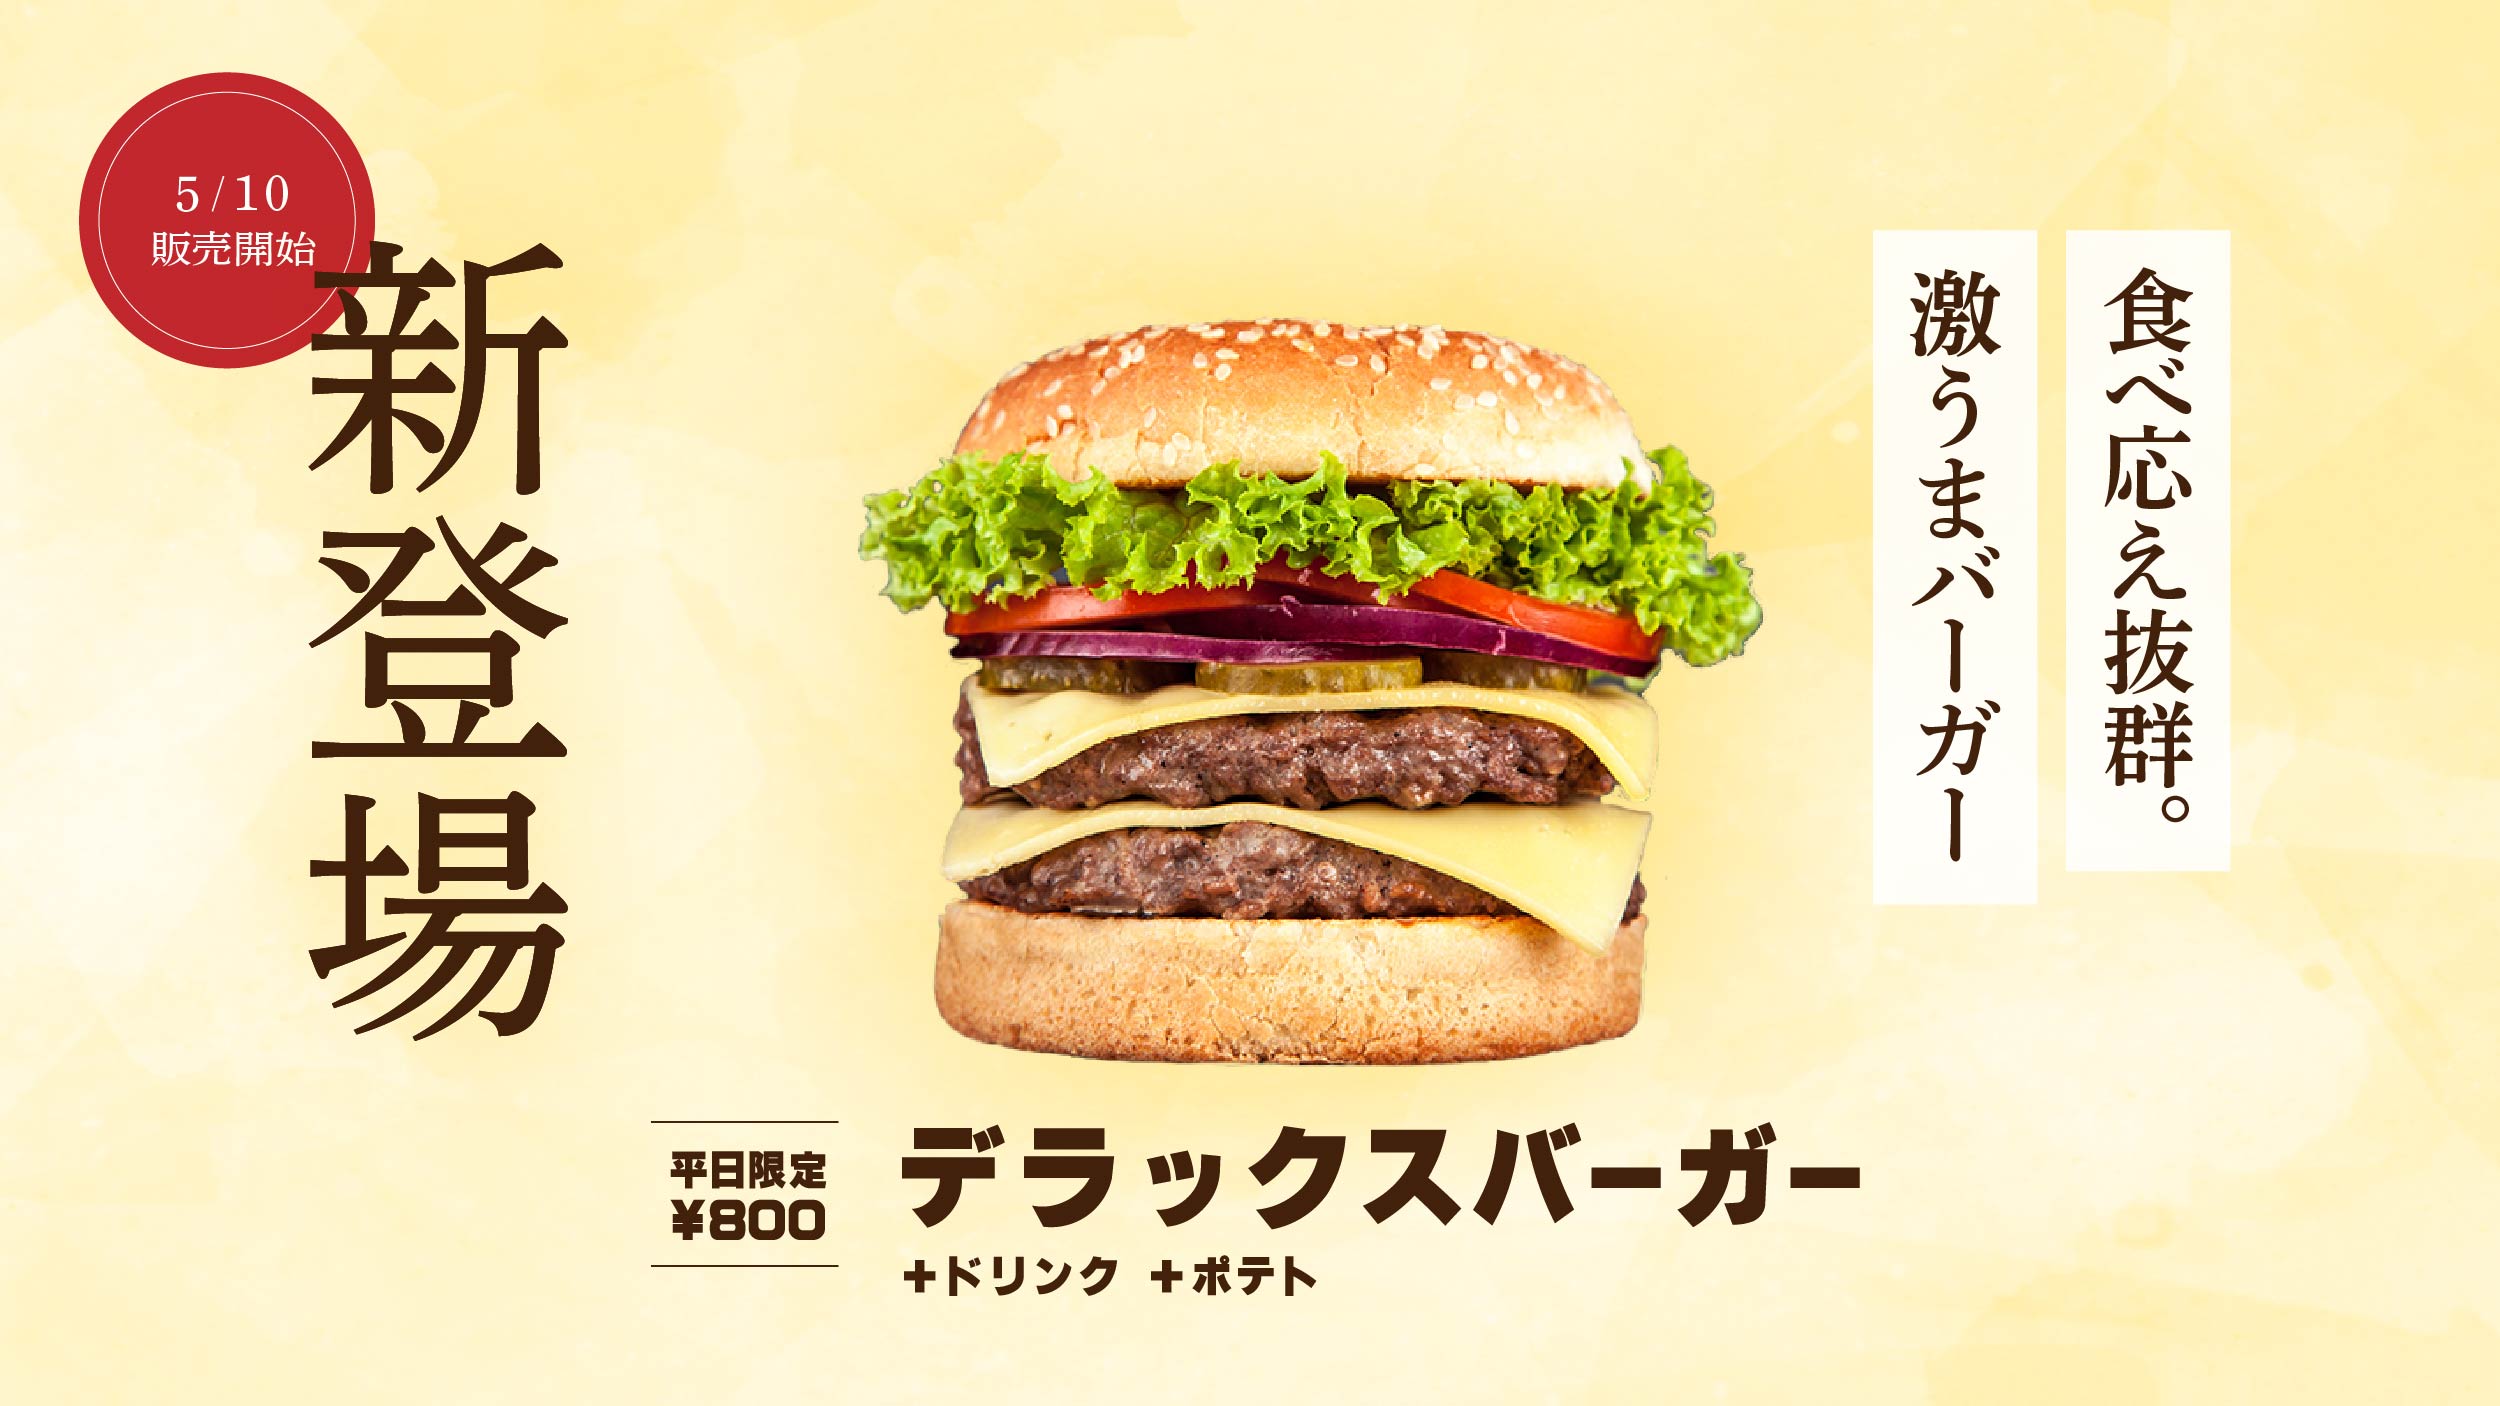 5/10
販売開始
新登場
食べ応え抜群。
激うまバーガー
平日限定
¥800
デラックスバーガー
+ドリンク +ポテト